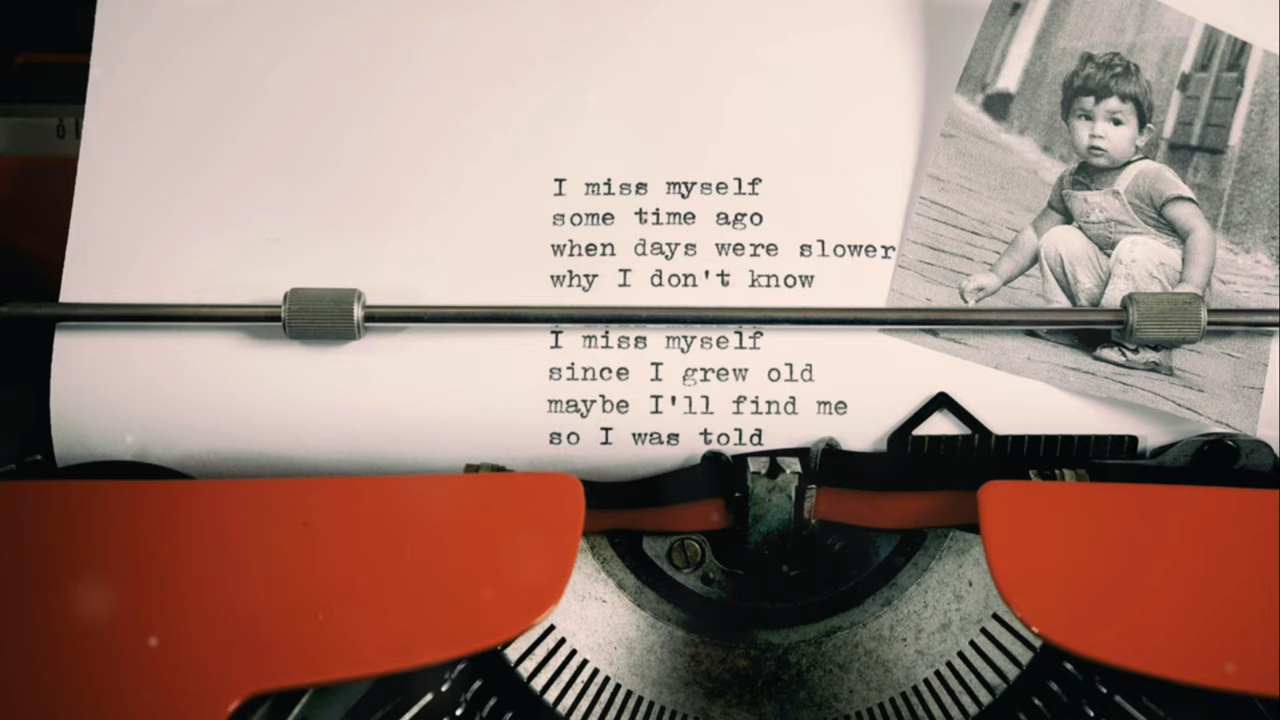 I miss myself
some time ago
when days were slower
why I don't know
I miss myself
since I grew old
maybe I'll find me
so I was told